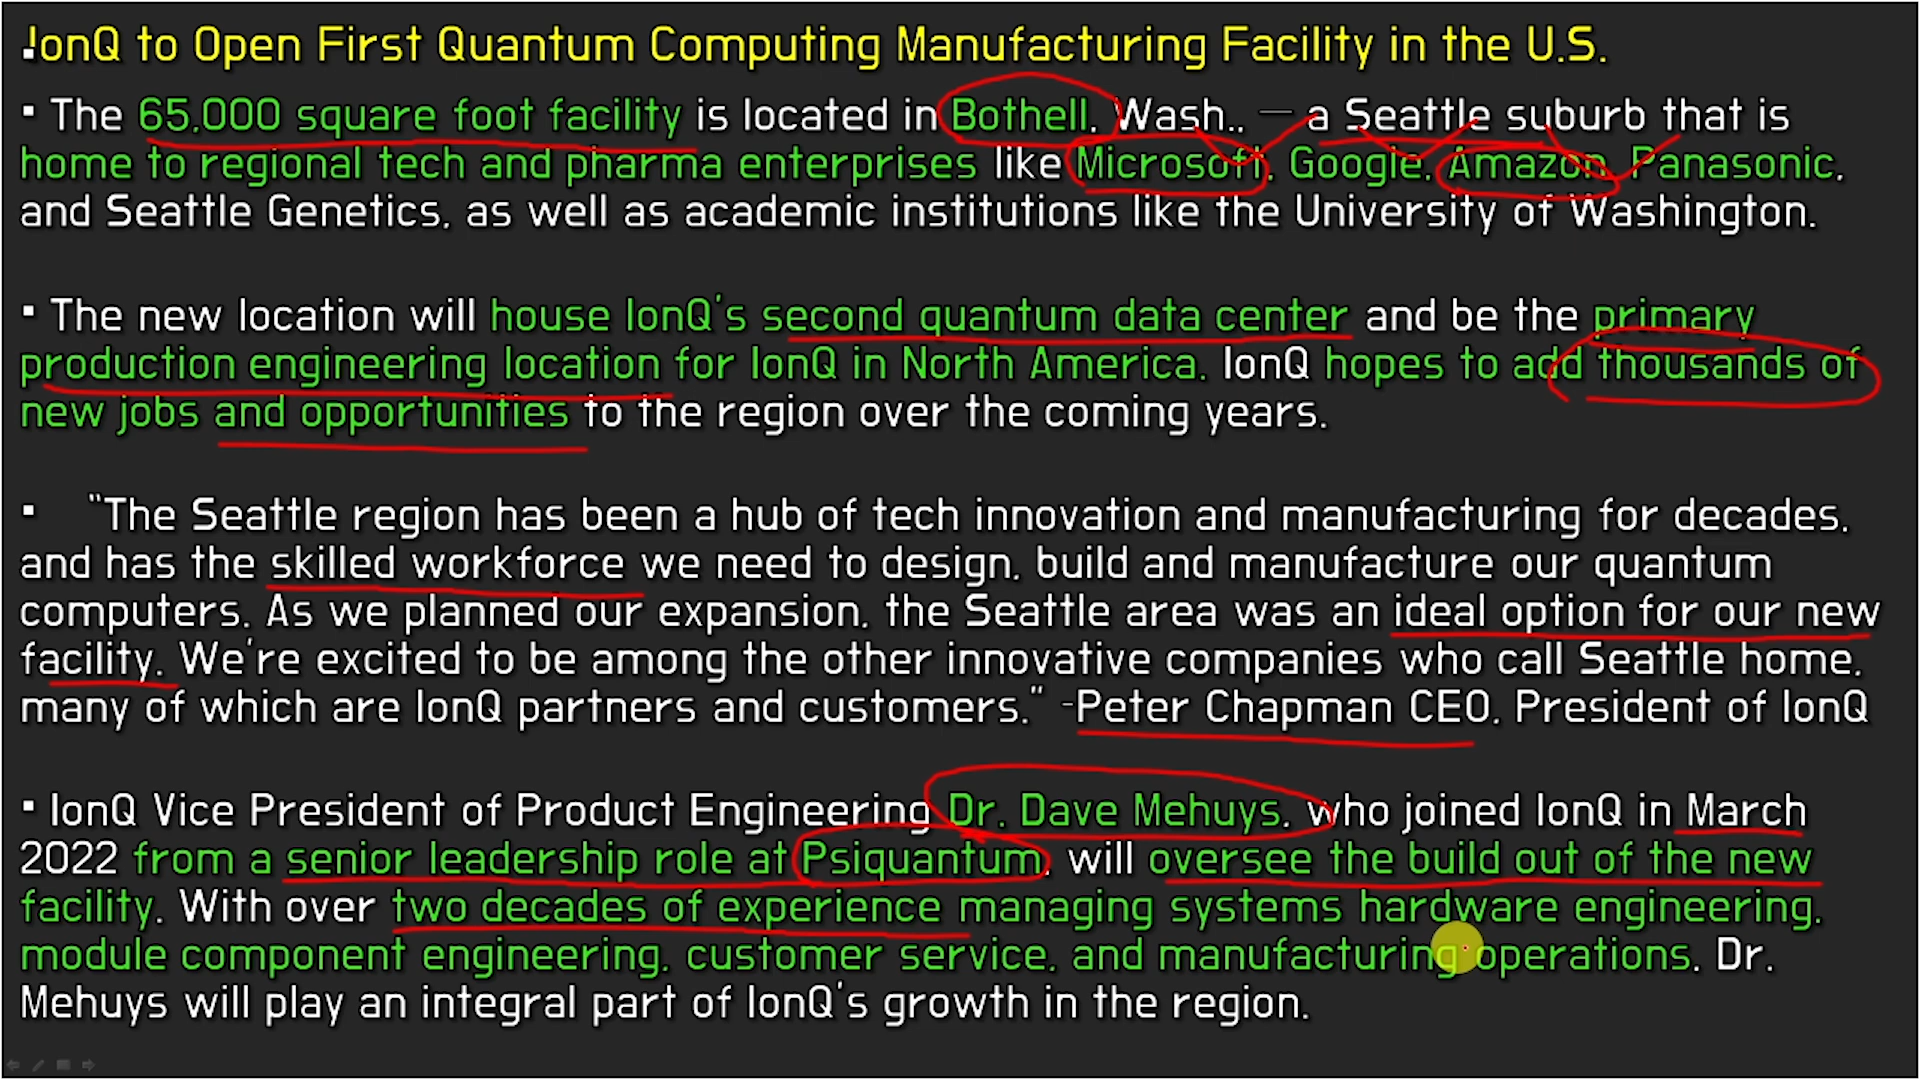 IonQ to Open First Quantum Computing Manufacturing Facility in the U.S.
▪ The 65,000 square foot facility is located in Bothell, Wash., — a Seattle suburb that is
home to regional tech and pharma enterprises like Microsoft, Google, Amazon, Panasonic,
and Seattle Genetics, as well as academic institutions like the University of Washington.
▪ The new location will house IonQ's second quantum data center and be the primary
production engineering location for IonQ in North America. IonQ hopes to add thousands of
new jobs and opportunities to the region over the coming years.
▪ "The Seattle region has been a hub of tech innovation and manufacturing for decades,
and has the skilled workforce we need to design, build and manufacture our quantum
computers. As we planned our expansion, the Seattle area was an ideal option for our new
facility. We're excited to be among the other innovative companies who call Seattle home,
many of which are IonQ partners and customers." -Peter Chapman CEO, President of IonQ
▪ IonQ Vice President of Product Engineering Dr. Dave Mehuys, who joined IonQ in March
2022 from a senior leadership role at Psiquantum, will oversee the build out of the new
facility. With over two decades of experience managing systems hardware engineering,
module component engineering, customer service, and manufacturing operations, Dr.
Mehuys will play an integral part of IonQ's growth in the region.